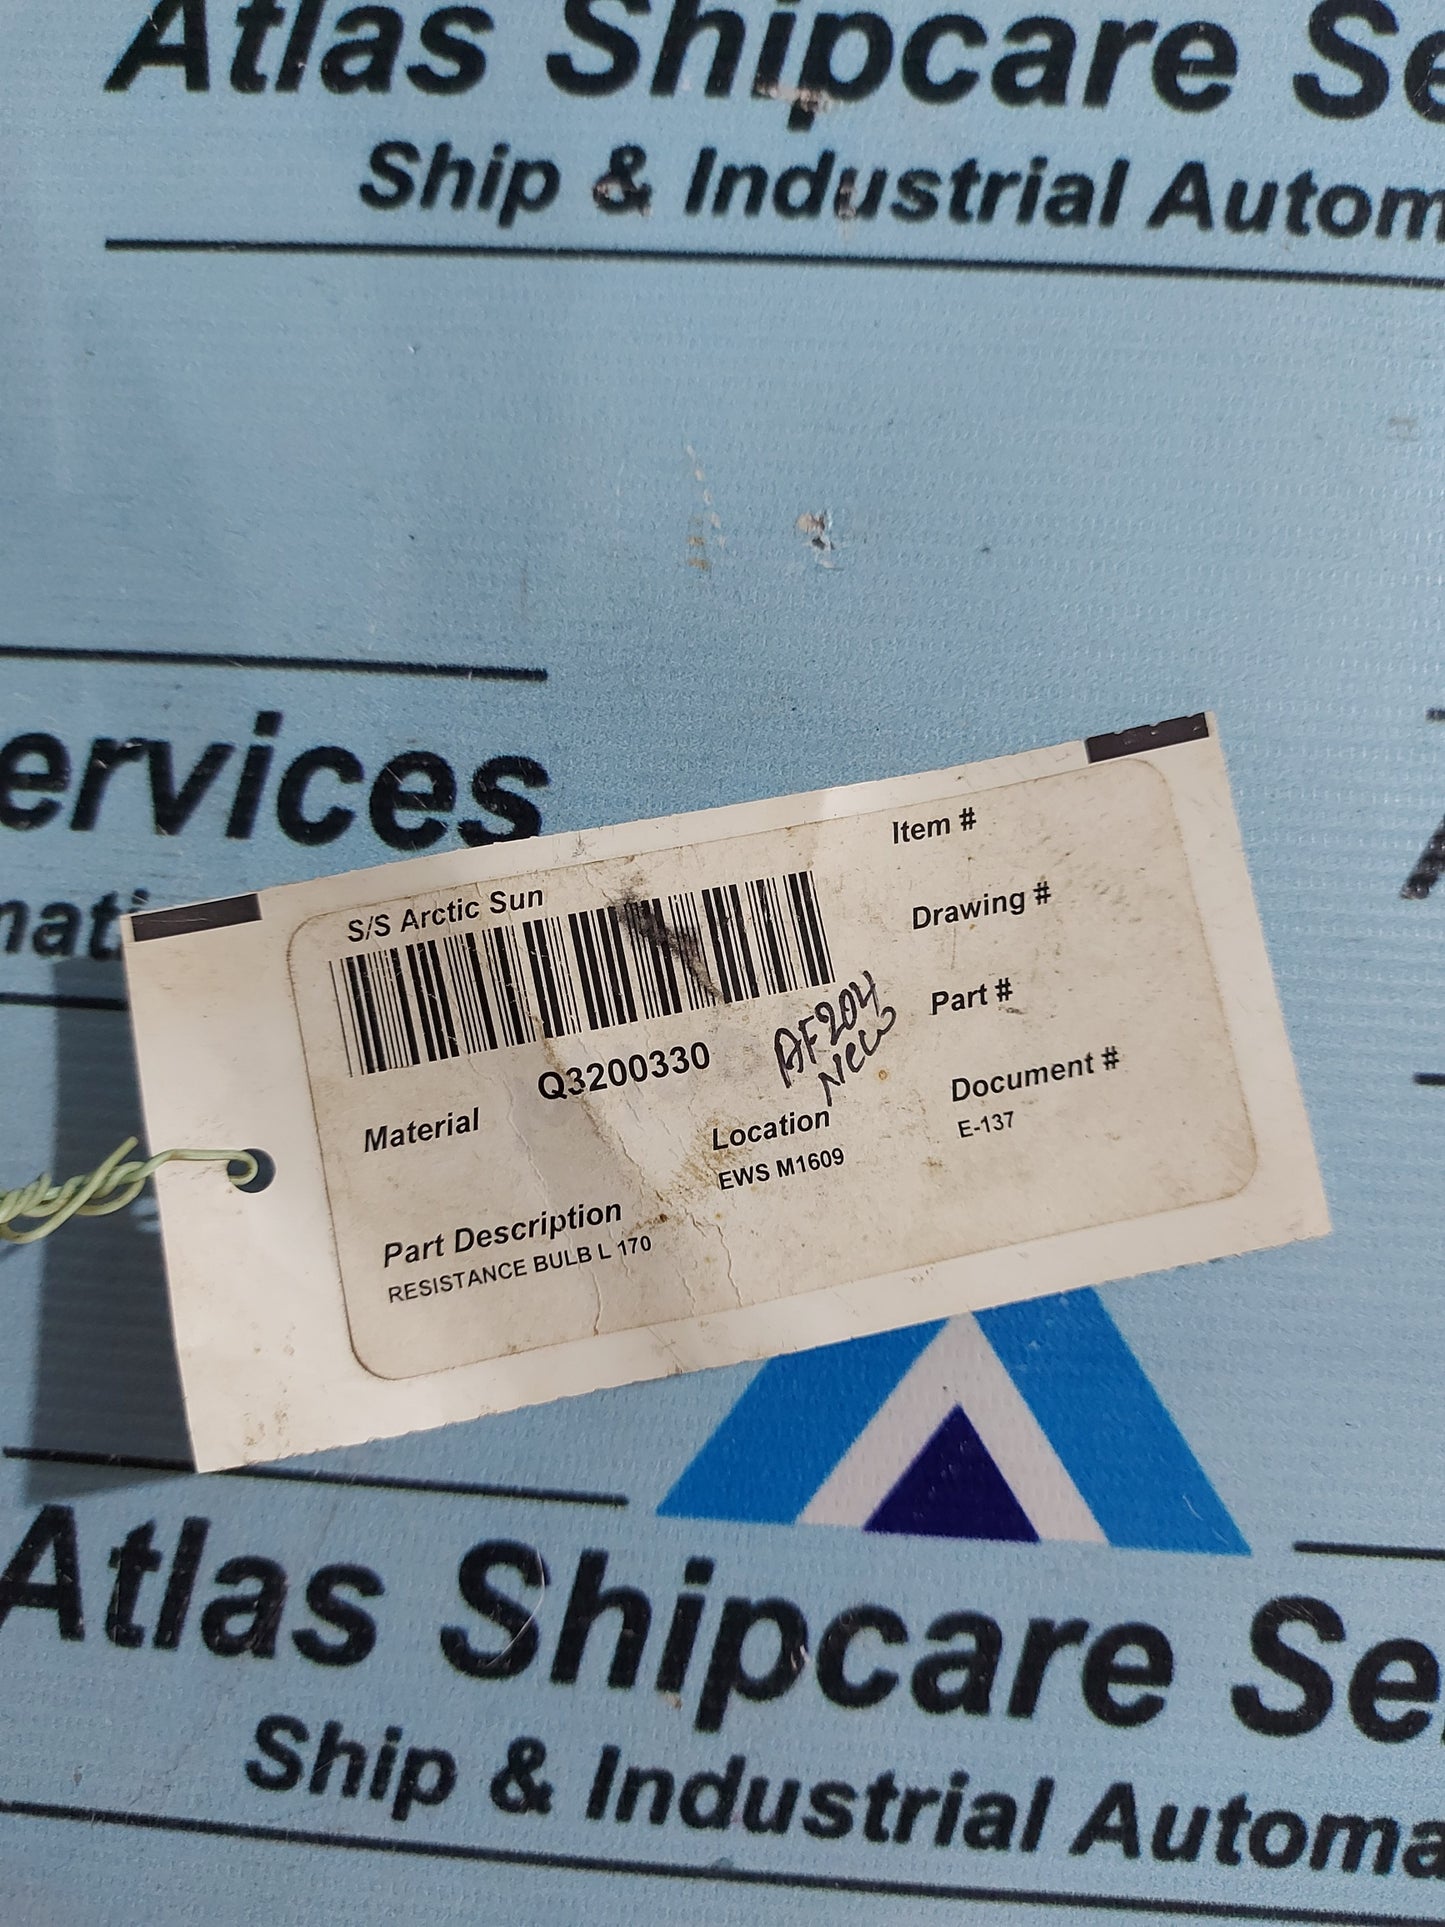 Atlas Shipcare Se
Ship & Industrial Autom
ervices
mati
S/S Arctic Sun
Q3200330
AF204
New
Material
Part Description
RESISTANCE BULB L 170
Location
EWS M1609
Item #
Drawing #
Part #
Document #
E-137
Atlas Shipcare Se
Ship & Industrial Automa